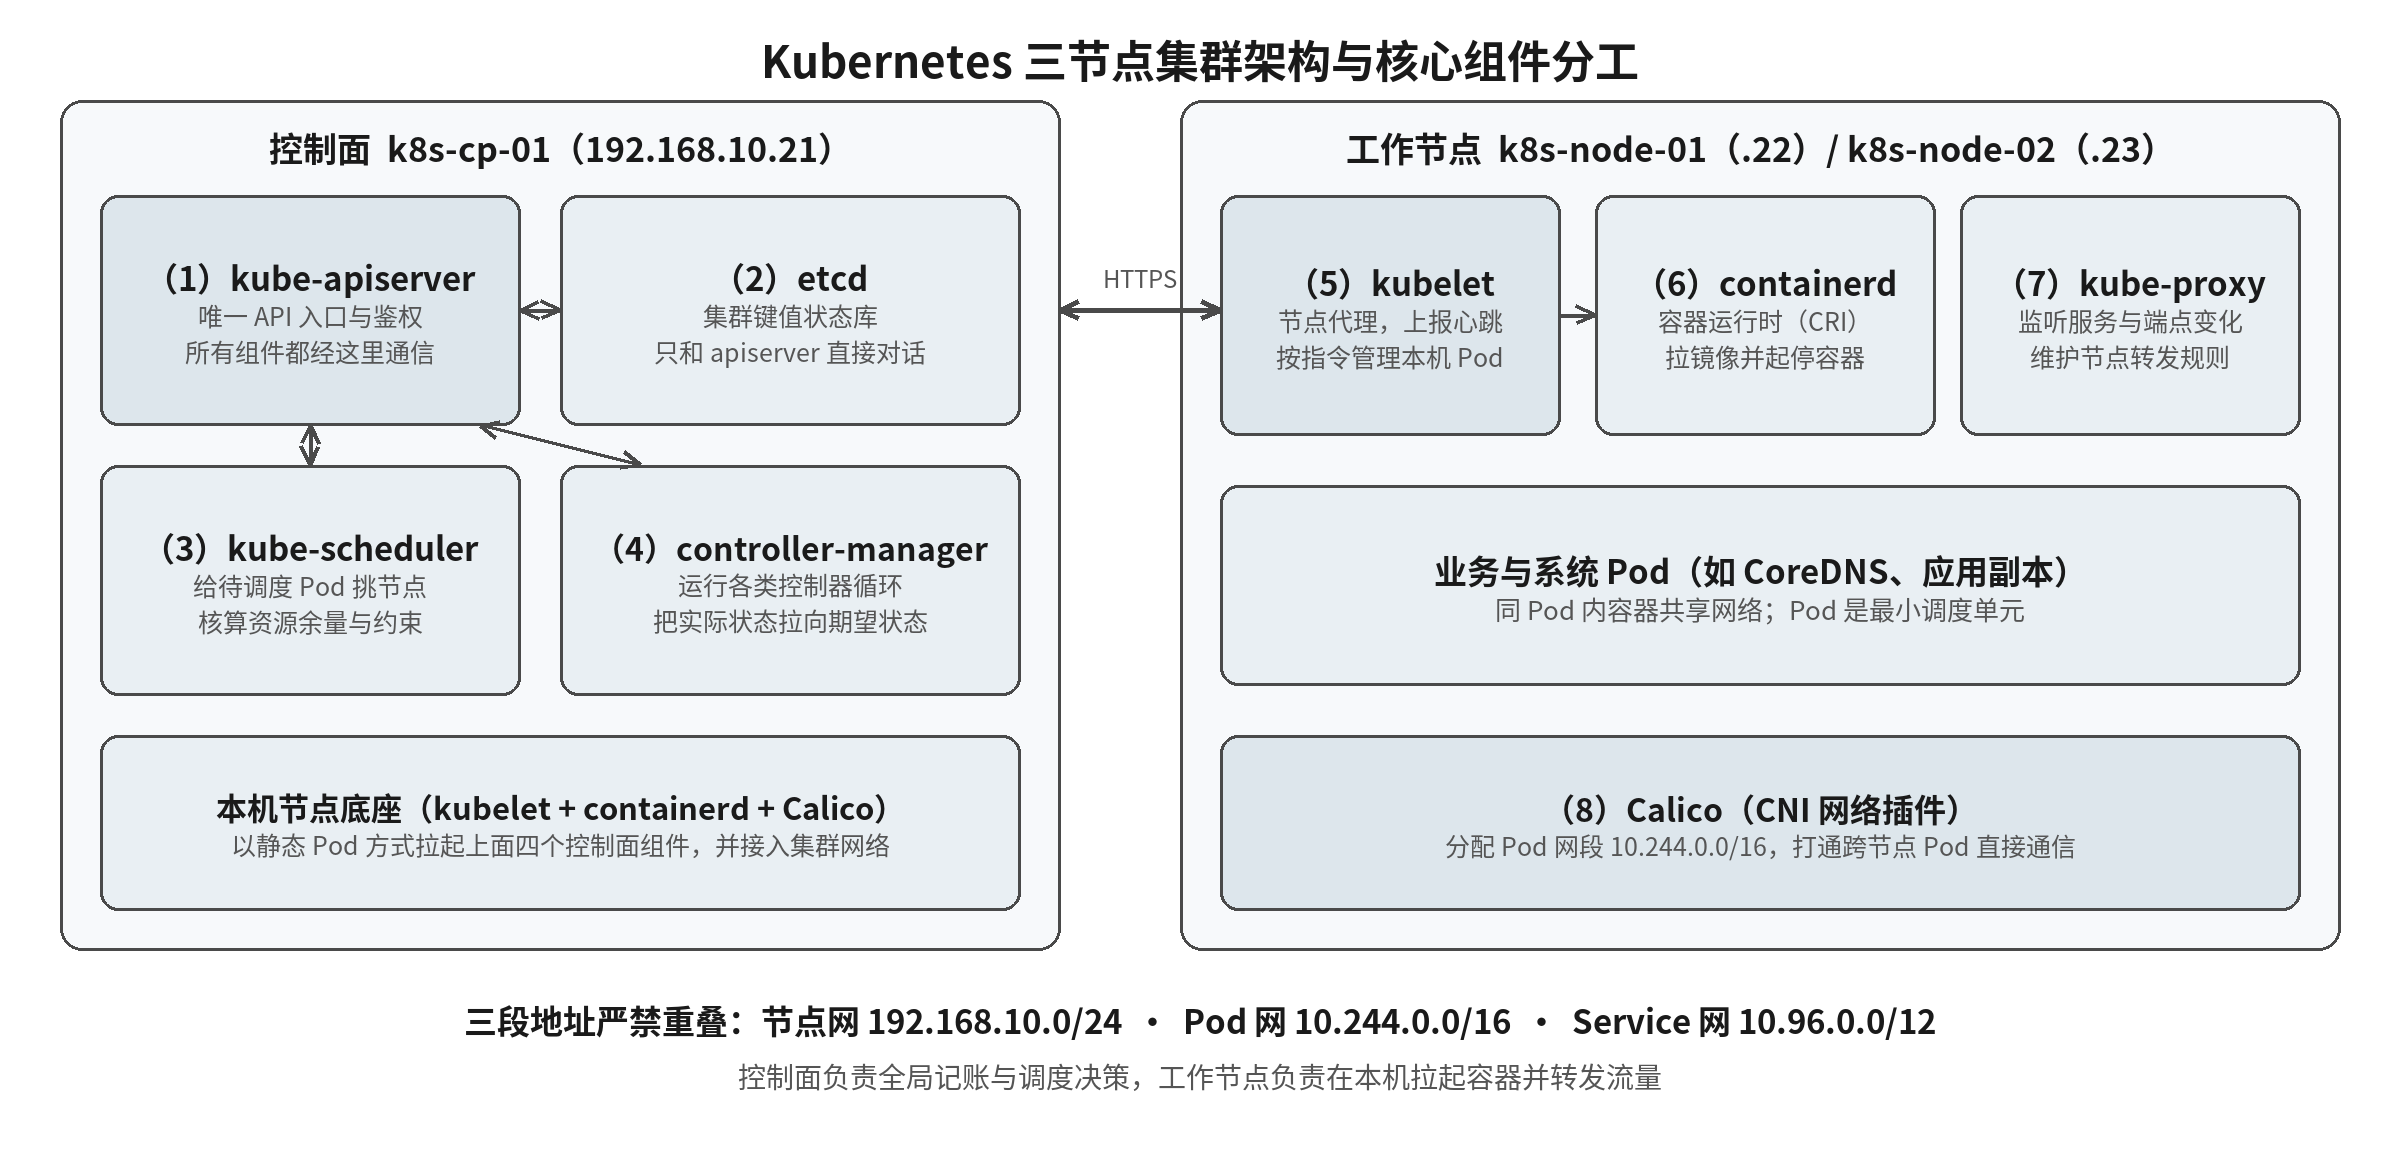 Kubernetes 三节点集群架构与核心组件分工
控制面 k8s-cp-01（192.168.10.21）
（1）kube-apiserver
唯一 API 入口与鉴权
所有组件都经这里通信
（2）etcd
集群键值状态库
只和 apiserver 直接对话
（3）kube-scheduler
给待调度 Pod 挑节点
核算资源余量与约束
（4）controller-manager
运行各类控制器循环
把实际状态拉向期望状态
本机节点底座（kubelet + containerd + Calico）
以静态 Pod 方式拉起上面四个控制面组件，并接入集群网络
HTTPS
工作节点 k8s-node-01（.22）/ k8s-node-02（.23）
（5）kubelet
节点代理，上报心跳
按指令管理本机 Pod
（6）containerd
容器运行时（CRI）
拉镜像并起停容器
（7）kube-proxy
监听服务与端点变化
维护节点转发规则
业务与系统 Pod（如 CoreDNS、应用副本）
同 Pod 内容器共享网络；Pod 是最小调度单元
（8）Calico（CNI 网络插件）
分配 Pod 网段 10.244.0.0/16，打通跨节点 Pod 直接通信
三段地址严禁重叠：节点网 192.168.10.0/24 • Pod 网 10.244.0.0/16 • Service 网 10.96.0.0/12
控制面负责全局记账与调度决策，工作节点负责在本机拉起容器并转发流量